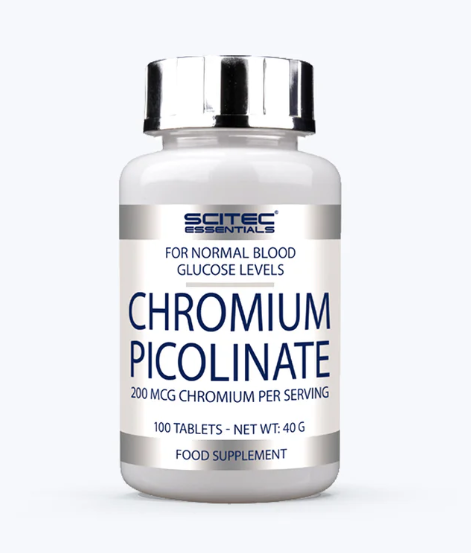 SCITEC®
ESSENTIALS
FOR NORMAL BLOOD
GLUCOSE LEVELS
CHROMIUM
PICOLINATE
200 MCG CHROMIUM PER SERVING
100 TABLETS - NET WT: 40 G
FOOD SUPPLEMENT